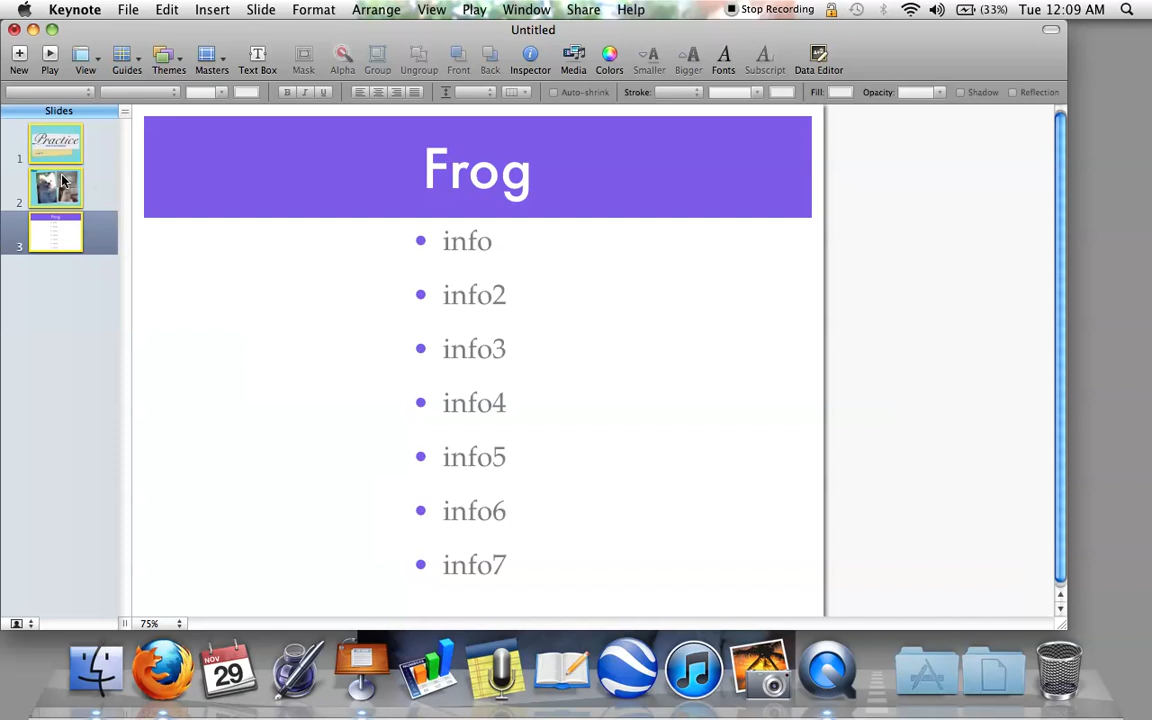 Keynote File Edit Insert Slide Format Arrange View Play Window Share Help Stop Recording (33%) Tue 12:09 AM
Untitled
New Play View Guides Themes Masters Text Box Mask Alpha Group Ungroup Front Back Inspector Media Colors Smaller Bigger Fonts Subscript Data Editor
B I U Auto-shrink Stroke: Fill: Opacity: Shadow Reflection
Slides
Practice
1
2
Frog
3
Frog
• info
• info2
• info3
• info4
• info5
• info6
• info7
75%
NOV
29